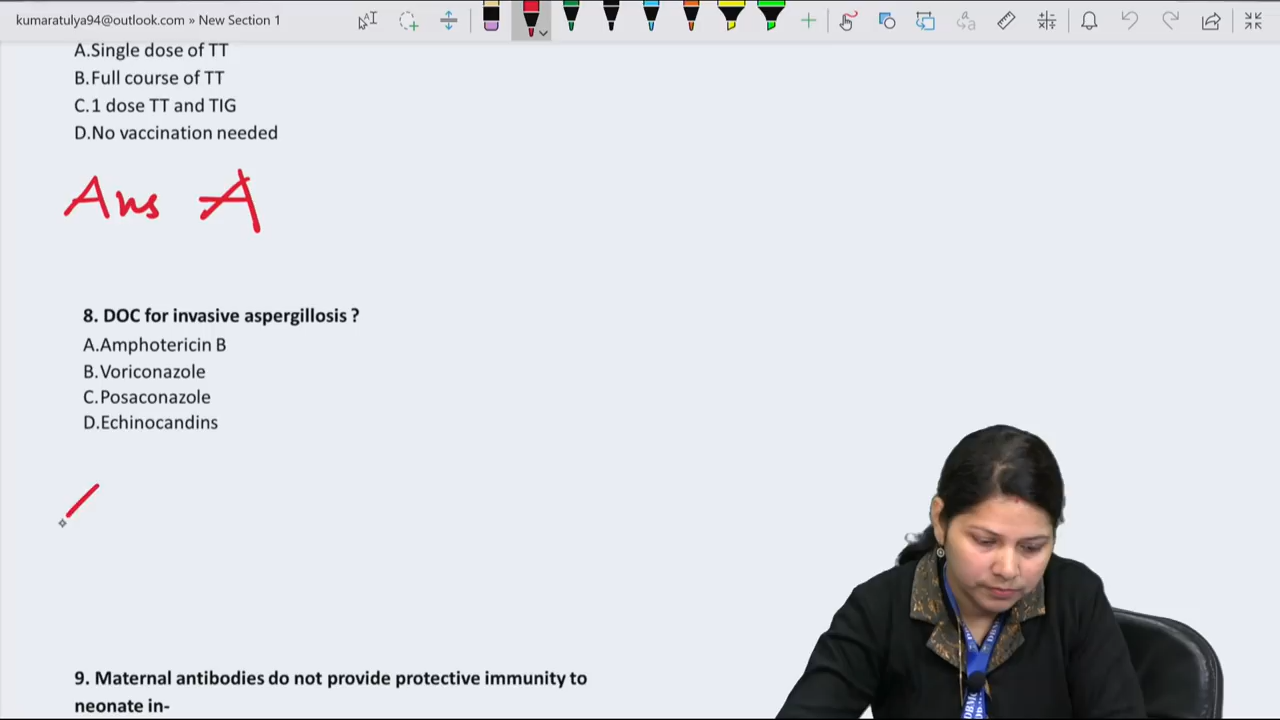 kumaratulya94@outlook.com » New Section 1
A.Single dose of TT
B.Full course of TT
C.1 dose TT and TIG
D.No vaccination needed
Ans A
8. DOC for invasive aspergillosis ?
A.Amphotericin B
B.Voriconazole
C.Posaconazole
D.Echinocandins
9. Maternal antibodies do not provide protective immunity to
neonate in-